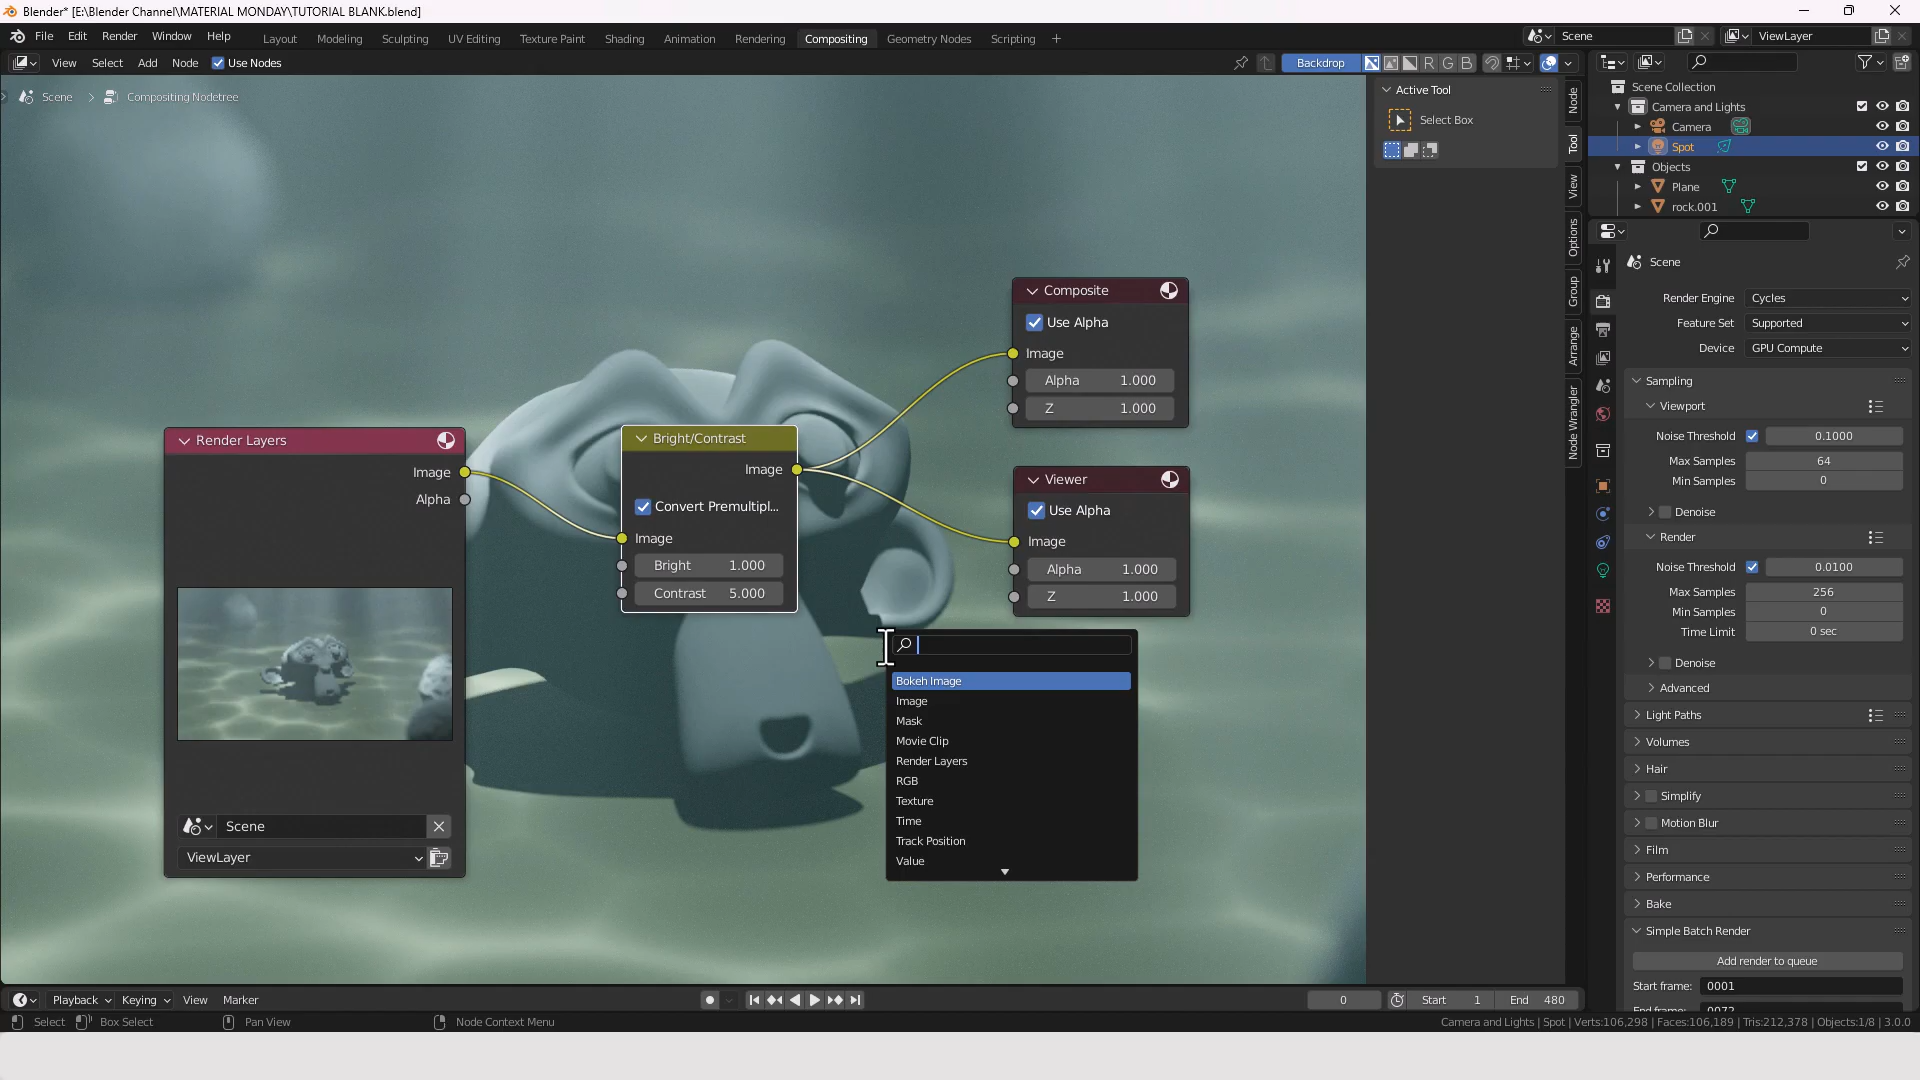 Blender* [E:\Blender Channel\MATERIAL MONDAY\TUTORIAL BLANK.blend]
File Edit Render Window Help
Layout Modeling Sculpting UV Editing Texture Paint Shading Animation Rendering Compositing Geometry Nodes Scripting +
Scene
ViewLayer
View Select Add Node Use Nodes
Backdrop R G B
Scene > Compositing Nodetree
Active Tool
Select Box
Node
Tool
View
Options
Group
Arrange
Node Wrangler
Scene Collection
Camera and Lights
Camera
Spot
Objects
Plane
rock.001
Scene
Render Engine Cycles
Feature Set Supported
Device GPU Compute
Sampling
Viewport
Noise Threshold 0.1000
Max Samples 64
Min Samples 0
Denoise
Render
Noise Threshold 0.0100
Max Samples 256
Min Samples 0
Time Limit 0 sec
Denoise
Advanced
Light Paths
Volumes
Hair
Simplify
Motion Blur
Film
Performance
Bake
Simple Batch Render
Add render to queue
Start frame: 0001
End frame: 0072
Render Layers
Image
Alpha
Scene
ViewLayer
Bright/Contrast
Image
Convert Premultipl...
Image
Bright 1.000
Contrast 5.000
Composite
Use Alpha
Image
Alpha 1.000
Z 1.000
Viewer
Use Alpha
Image
Alpha 1.000
Z 1.000
Bokeh Image
Image
Mask
Movie Clip
Render Layers
RGB
Texture
Time
Track Position
Value
Playback Keying View Marker
0 Start 1 End 480
Select Box Select Pan View Node Context Menu
Camera and Lights | Spot | Verts:106,298 | Faces:106,189 | Tris:212,378 | Objects:1/8 | 3.0.0